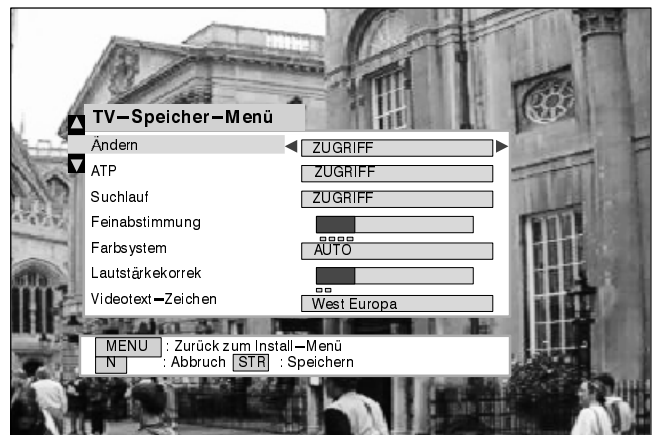 TV–Speicher–Menü
Ändern ZUGRIFF
ATP ZUGRIFF
Suchlauf ZUGRIFF
Feinabstimmung
Farbsystem AUTO
Lautstärkekorrek
Videotext–Zeichen West Europa
MENU : Zurück zum Install–Menü
N : Abbruch STR : Speichern